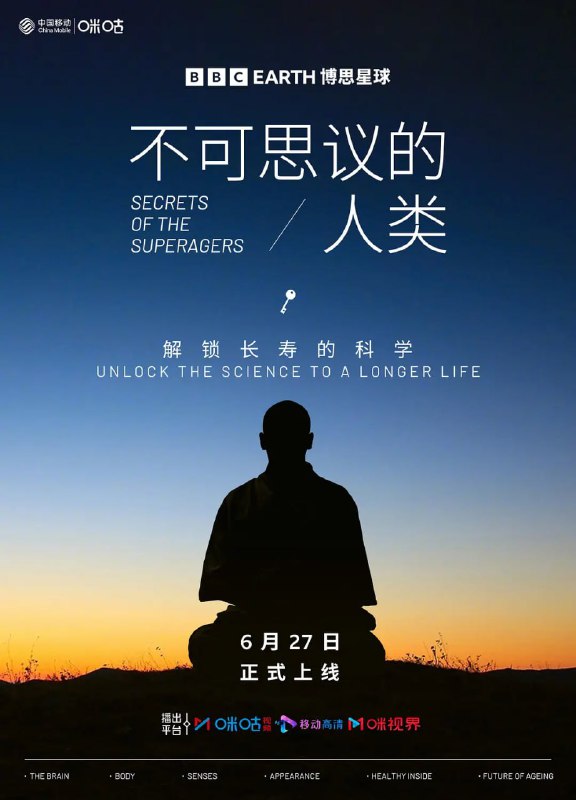 中国移动
China Mobile
咪咕
BBC EARTH 博思星球
不可思议的
人类
SECRETS
OF THE
SUPERAGERS
解锁长寿的科学
UNLOCK THE SCIENCE TO A LONGER LIFE
6月27日
正式上线
播出
平台
咪咕视频
移动高清
咪视界
· THE BRAIN · BODY · SENSES · APPEARANCE · HEALTHY INSIDE · FUTURE OF AGEING